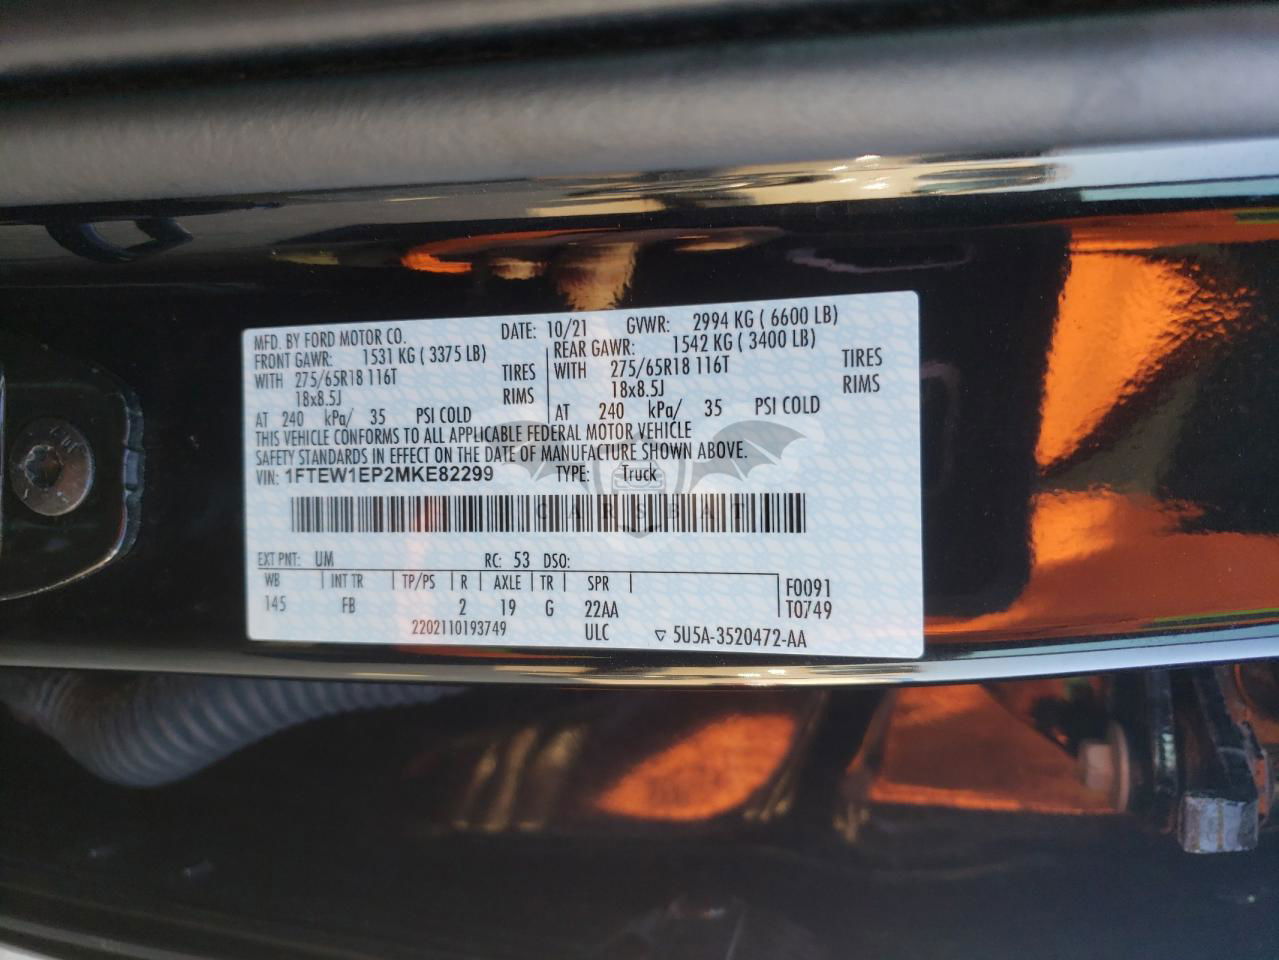 MFD. BY FORD MOTOR CO. DATE: 10/21 GVWR: 2994 KG ( 6600 LB)
FRONT GAWR: 1531 KG ( 3375 LB) REAR GAWR: 1542 KG ( 3400 LB)
WITH 275/65R18 116T TIRES WITH 275/65R18 116T TIRES
18x8.5J RIMS 18x8.5J RIMS
AT 240 kPa/ 35 PSI COLD AT 240 kPa/ 35 PSI COLD
THIS VEHICLE CONFORMS TO ALL APPLICABLE FEDERAL MOTOR VEHICLE
SAFETY STANDARDS IN EFFECT ON THE DATE OF MANUFACTURE SHOWN ABOVE.
VIN: 1FTEW1EP2MKE82299 TYPE: Truck
CARSBAT
EXT PNT: UM RC: 53 DSO:
WB INT TR TP/PS R AXLE TR SPR F0091
145 FB 2 19 G 22AA T0749
2202110193749 ULC ▽ 5U5A-3520472-AA